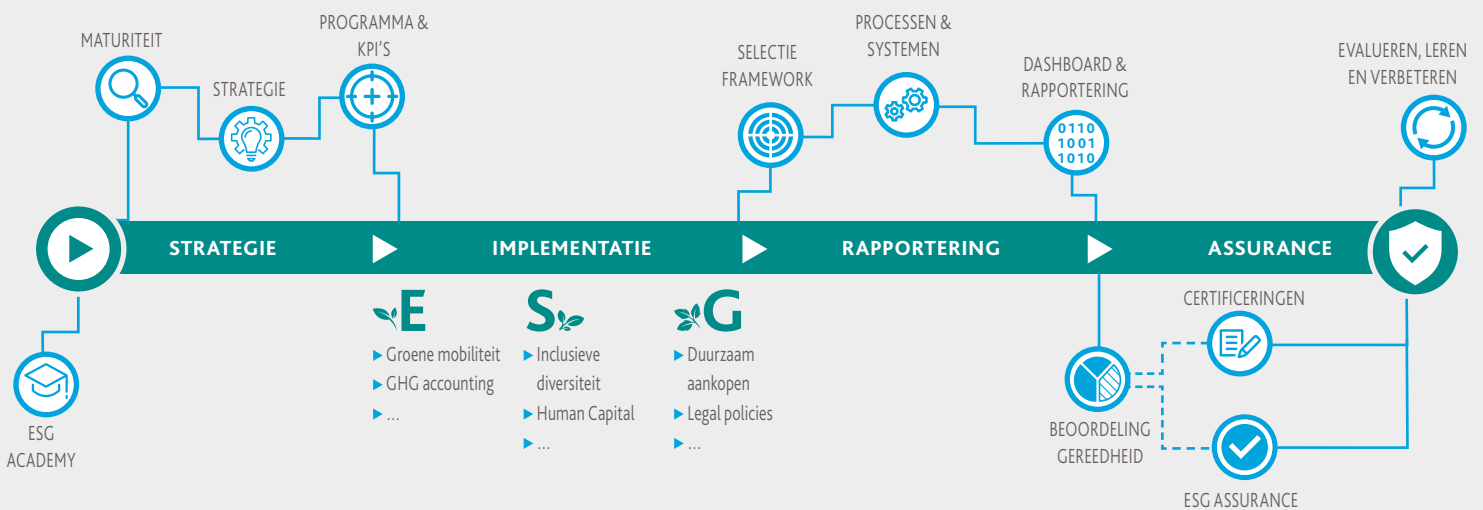 MATURITEIT
STRATEGIE
PROGRAMMA &
KPI'S
SELECTIE
FRAMEWORK
PROCESSEN &
SYSTEMEN
DASHBOARD &
RAPPORTERING
0110
1001
1010
EVALUEREN, LEREN
EN VERBETEREN
STRATEGIE
IMPLEMENTATIE
RAPPORTERING
ASSURANCE
ESG
ACADEMY
E
▶ Groene mobiliteit
▶ GHG accounting
▶ ...
S
▶ Inclusieve
diversiteit
▶ Human Capital
▶ ...
G
▶ Duurzaam
aankopen
▶ Legal policies
▶ ...
BEOORDELING
GEREEDHEID
CERTIFICERINGEN
ESG ASSURANCE